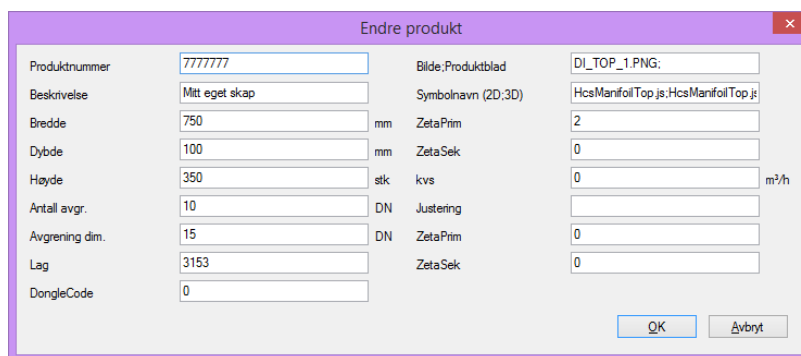 Endre produkt
Produktnummer 7777777 Bilde;Produktblad DI_TOP_1.PNG;
Beskrivelse Mitt eget skap Symbolnavn (2D;3D) HcsManifoilTop.js;HcsManifoilTop.js
Bredde 750 mm ZetaPrim 2
Dybde 100 mm ZetaSek 0
Høyde 350 stk kvs 0 m³/h
Antall avgr. 10 DN Justering
Avgrening dim. 15 DN ZetaPrim 0
Lag 3153 ZetaSek 0
DongleCode 0
OK Avbryt